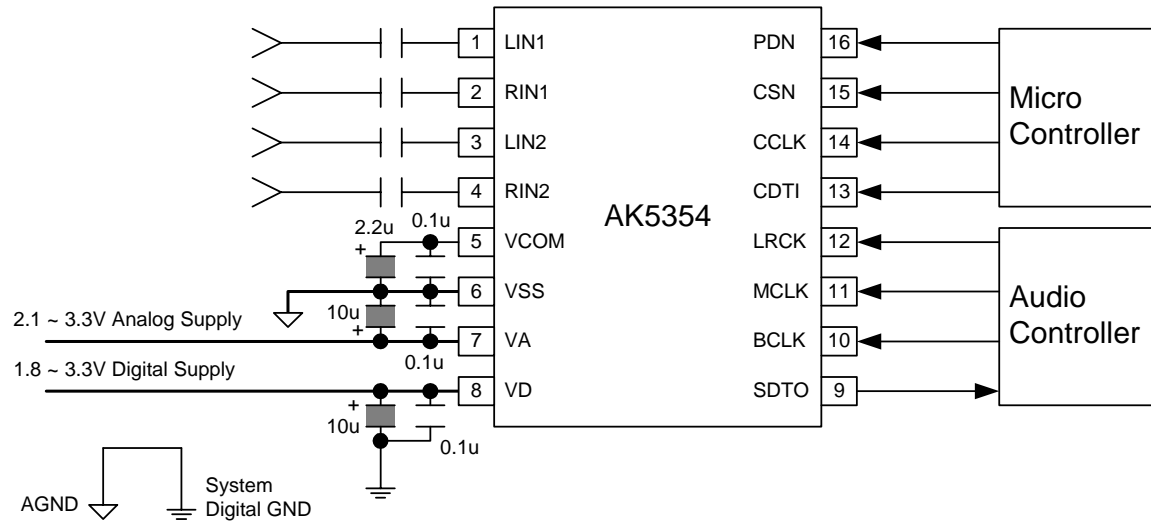 1 LIN1
2 RIN1
3 LIN2
4 RIN2
5 VCOM
6 VSS
7 VA
8 VD
AK5354
PDN 16
CSN 15
CCLK 14
CDTI 13
LRCK 12
MCLK 11
BCLK 10
SDTO 9
Micro
Controller
Audio
Controller
2.2u
0.1u
+
10u
+
0.1u
2.1 ~ 3.3V Analog Supply
1.8 ~ 3.3V Digital Supply
+
10u
0.1u
AGND
System
Digital GND